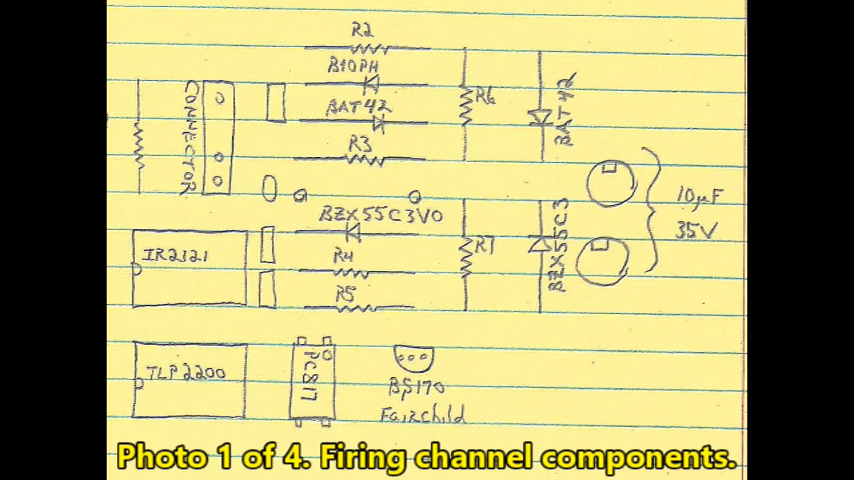 R2
B10PH
BAT42
R3
R6
BAT42
CONNECTOR
10µF
35V
BZX55C3V0
R4
R5
R7
BZX55C3
IR2121
TLP2200
PC817
BS170
Fairchild
Photo 1 of 4. Firing channel components.